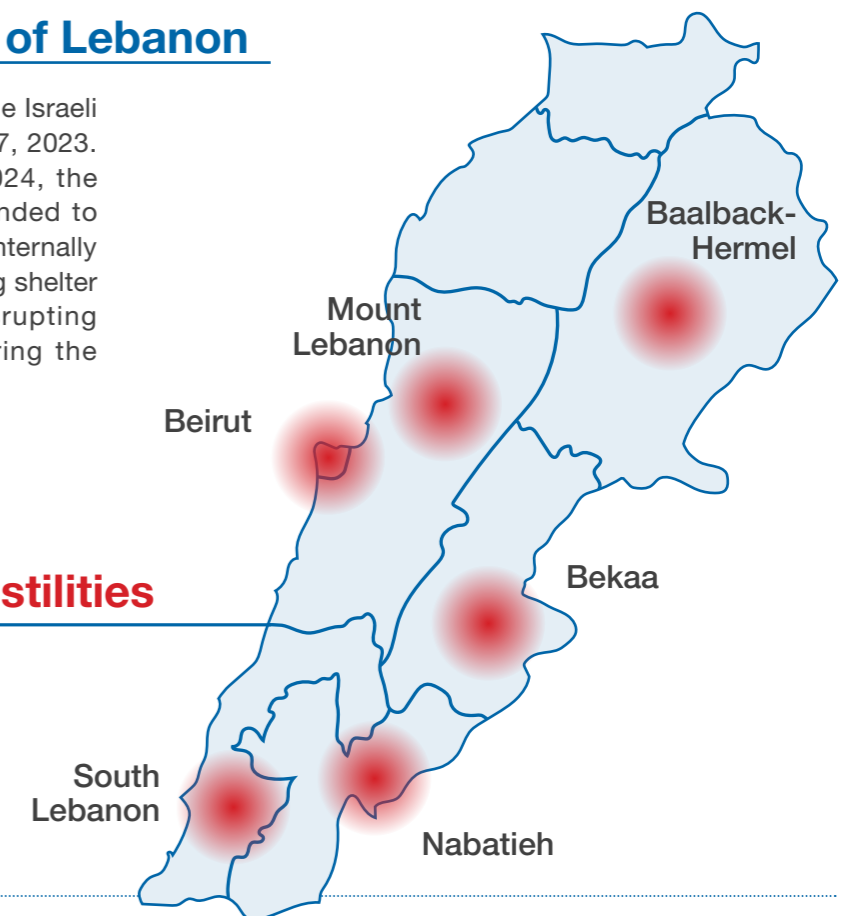 of Lebanon
e Israeli
7, 2023.
024, the
nded to
nternally
g shelter
rupting
ring the
stilities
Baalback-
Hermel
Mount
Lebanon
Beirut
Bekaa
South
Lebanon
Nabatieh